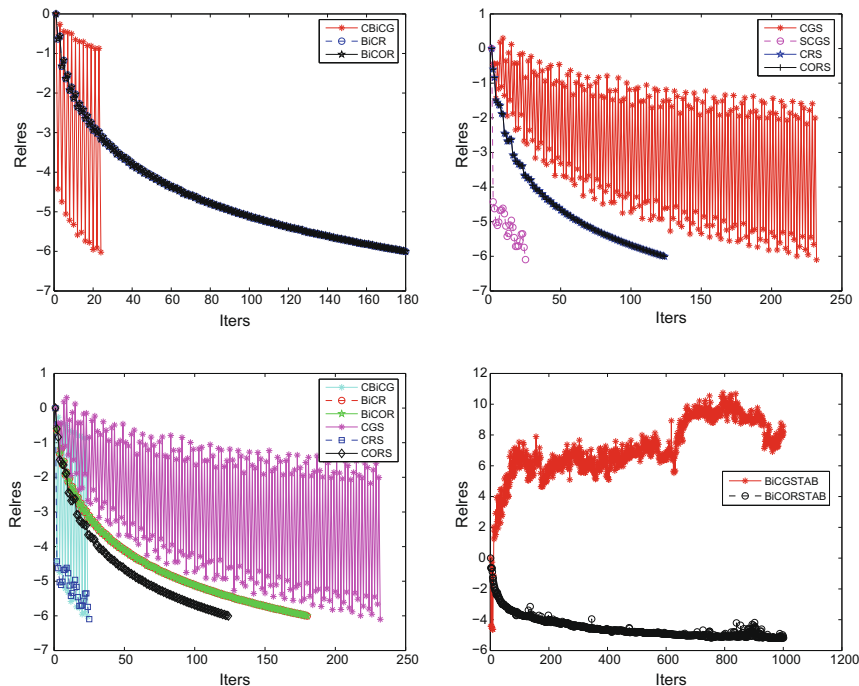 0
−1
−2
−3
−4
−5
−6
−7
Relres
0
20
40
60
80
100
120
140
160
180
Iters
CBiCG
BiCR
BiCOR
1
0
−1
−2
−3
−4
−5
−6
−7
Relres
0
50
100
150
200
250
Iters
CGS
SCGS
CRS
CORS
1
0
−1
−2
−3
−4
−5
−6
−7
Relres
0
50
100
150
200
250
Iters
CBiCG
BiCR
BiCOR
CGS
CRS
CORS
12
10
8
6
4
2
0
−2
−4
−6
−8
Relres
0
200
400
600
800
1000
1200
Iters
BiCGSTAB
BiCORSTAB